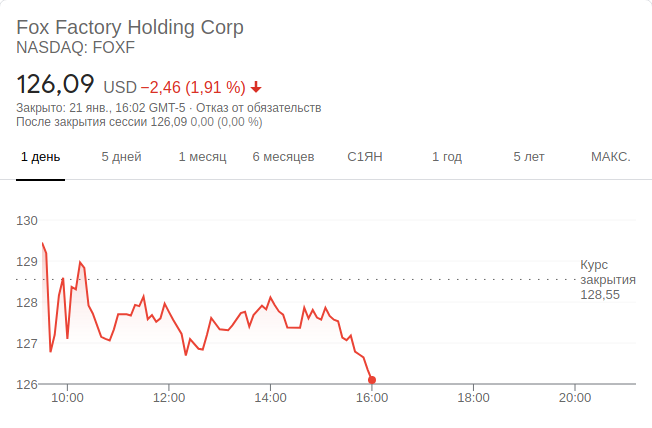 Fox Factory Holding Corp
NASDAQ: FOXF
126,09 USD −2,46 (1,91 %)
Закрыто: 21 янв., 16:02 GMT-5 · Отказ от обязательств
После закрытия сессии 126,09 0,00 (0,00 %)
1 день 5 дней 1 месяц 6 месяцев С1ЯН 1 год 5 лет МАКС.
130
129
128
127
126
Курс
закрытия
128,55
10:00 12:00 14:00 16:00 18:00 20:00